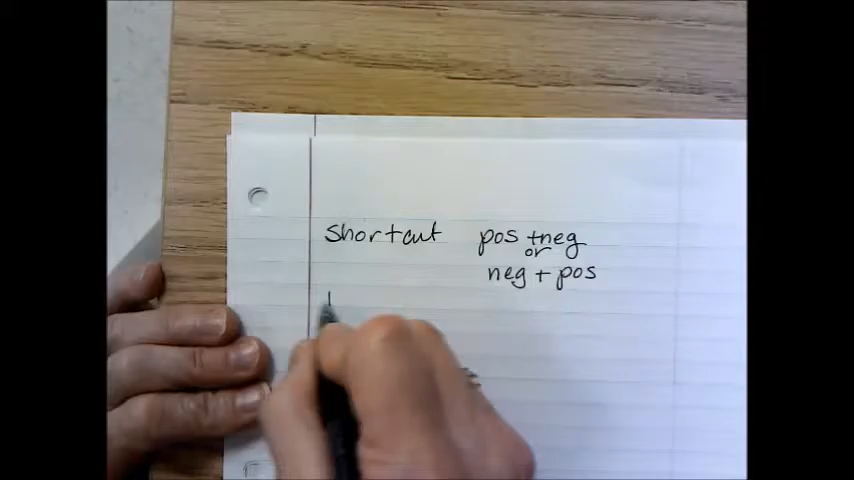 shortcut pos + neg
or
neg + pos